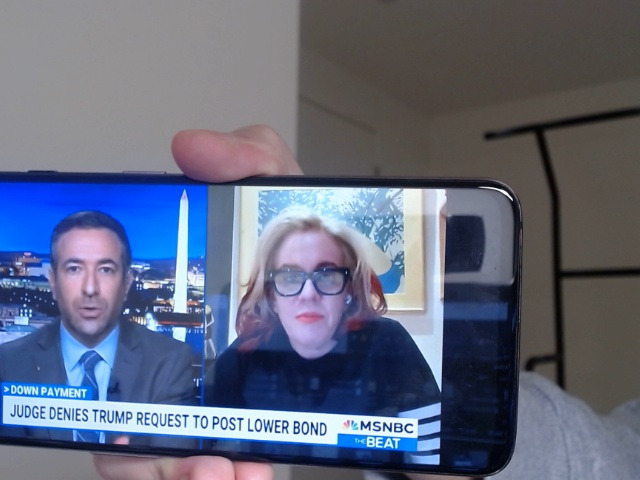 >DOWN PAYMENT
JUDGE DENIES TRUMP REQUEST TO POST LOWER BOND
MSNBC
THE BEAT